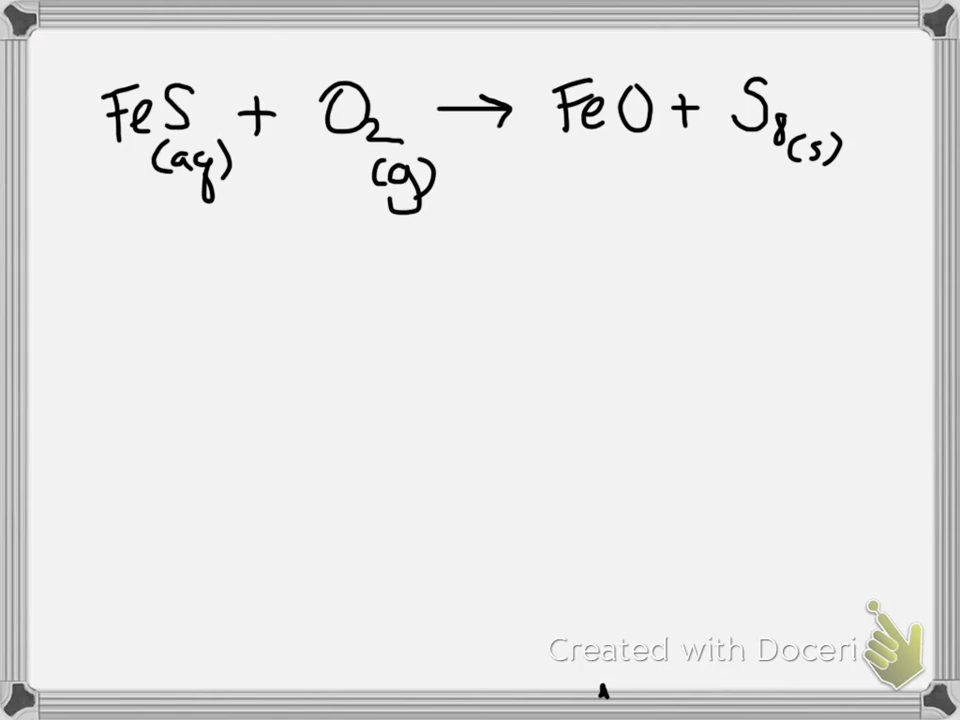 FeS + O₂ → FeO + S₈(s)
(aq) (g)
Created with Doceri